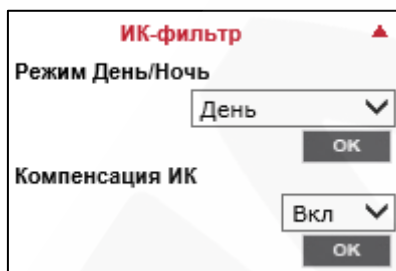 ИК-фильтр
Режим День/Ночь
День
OK
Компенсация ИК
Вкл
OK